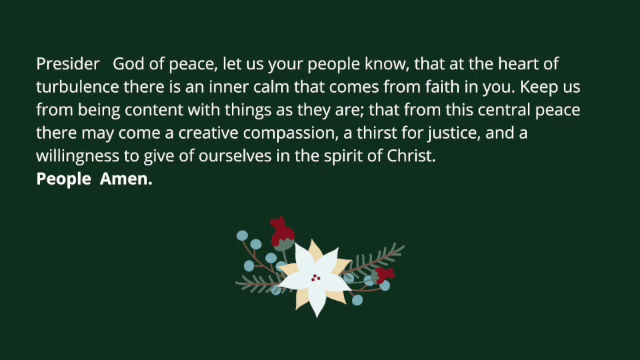 Presider God of peace, let us your people know, that at the heart of
turbulence there is an inner calm that comes from faith in you. Keep us
from being content with things as they are; that from this central peace
there may come a creative compassion, a thirst for justice, and a
willingness to give of ourselves in the spirit of Christ.
People Amen.